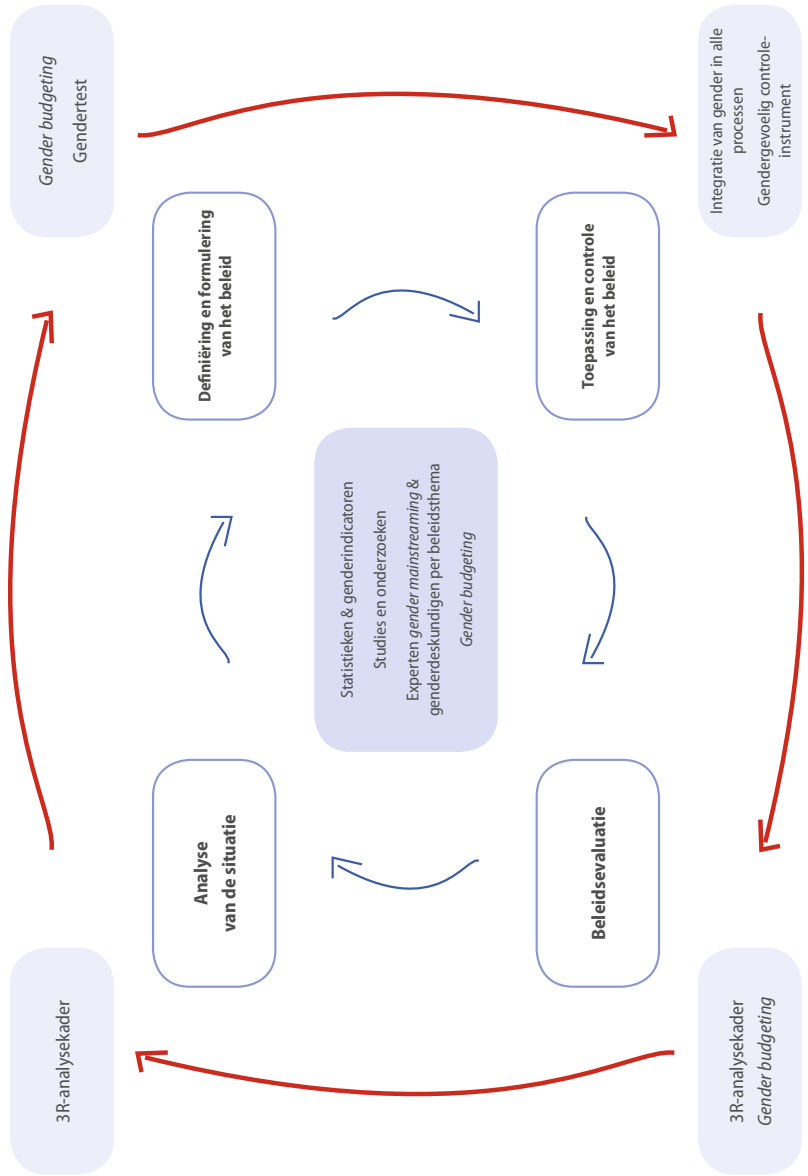 3R-analysekader
Gender budgeting
Gendertest
Analyse
van de situatie
Definiëring en formulering
van het beleid
Statistieken & genderindicatoren
Studies en onderzoeken
Experten gender mainstreaming &
genderdeskundigen per beleidsthema
Gender budgeting
Beleidsevaluatie
Toepassing en controle
van het beleid
3R-analysekader
Gender budgeting
Integratie van gender in alle
processen
Gendergevoelig controle-
instrument